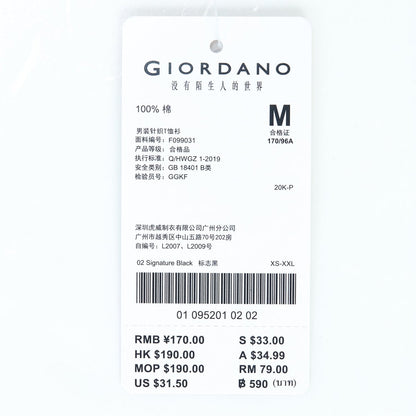 GIORDANO
没有陌生人的世界
100% 棉
M
男装针织T恤衫
合格证
面料编号: F099031
170/96A
产品等级: 合格品
执行标准: Q/HWGZ 1-2019
安全类别: GB 18401 B类
检验员号: GGKF
20K-P
深圳虎威制衣有限公司广州分公司
广州市越秀区中山五路70号202房
自编号: L2007、L2009号
02 Signature Black 标志黑 XS-XXL
01 095201 02 02
RMB ¥170.00 S $33.00
HK $190.00 A $34.99
MOP $190.00 RM 79.00
US $31.50 ฿ 590 (บาท)